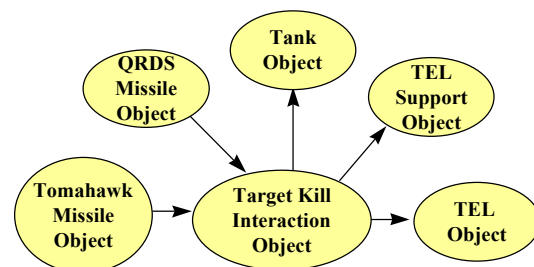 Tank
Object
QRDS
Missile
Object
TEL
Support
Object
Tomahawk
Missile
Object
Target Kill
Interaction
Object
TEL
Object